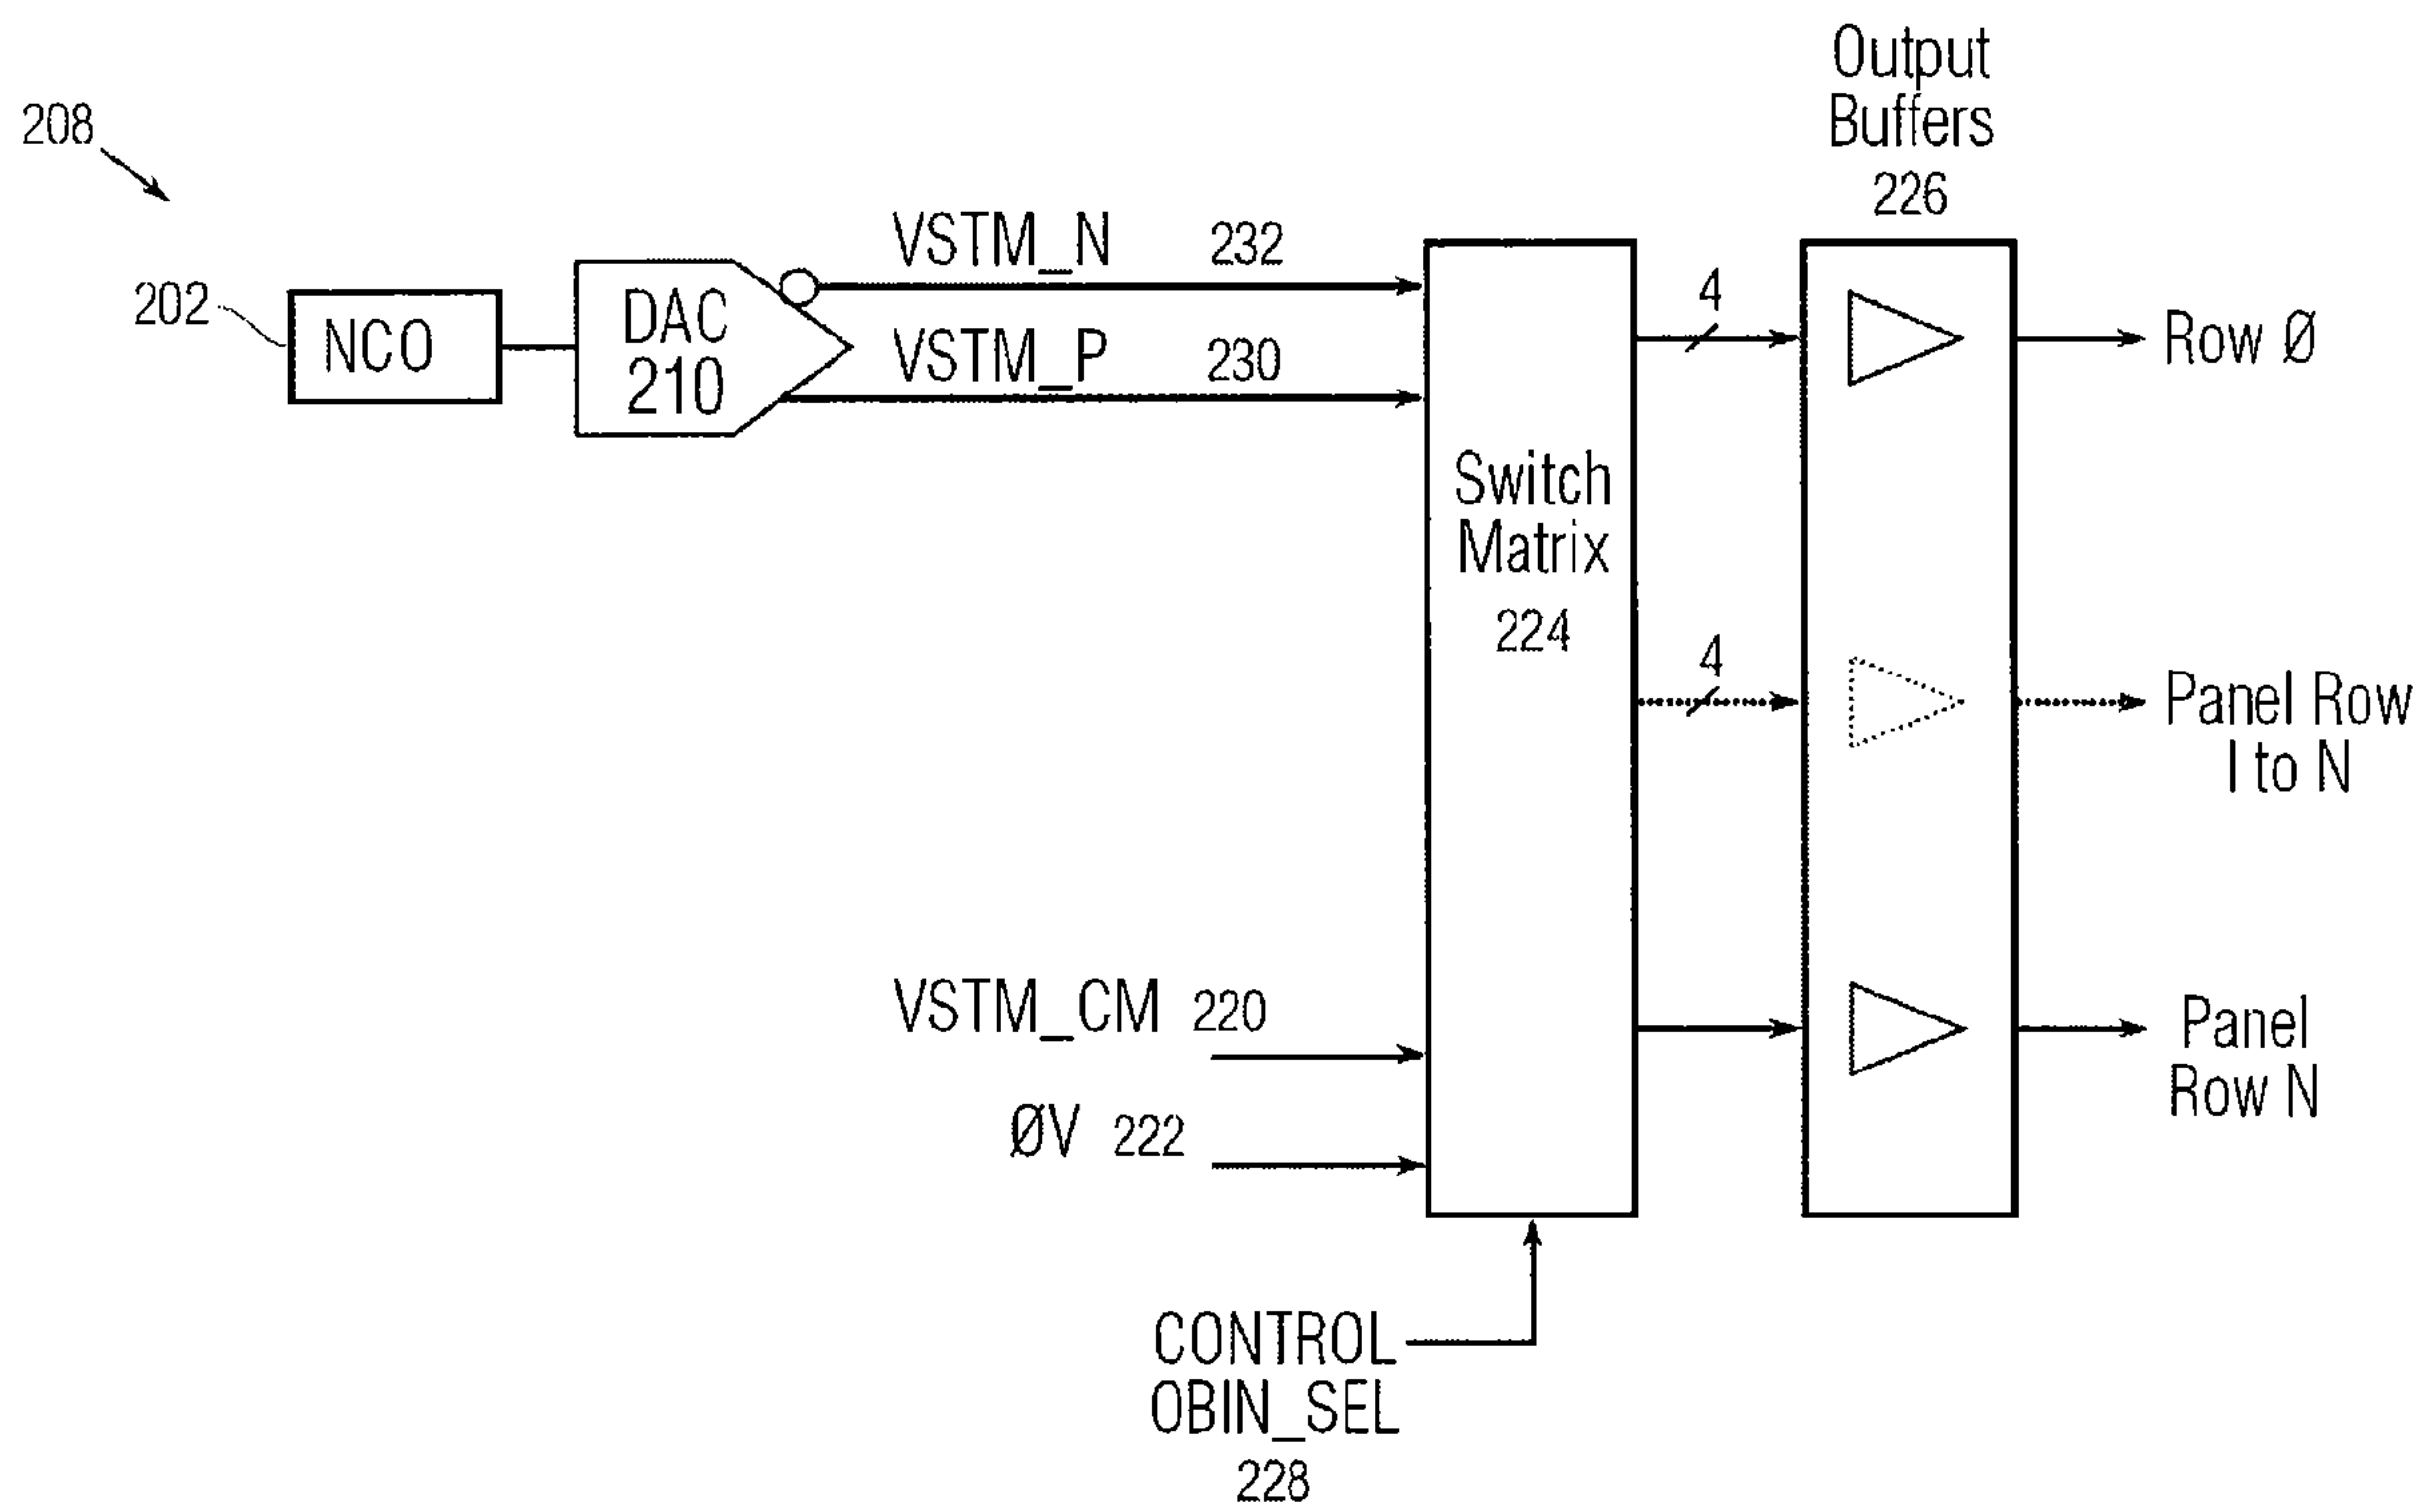 Output
Buffers
226
208
VSTM_N 232
202
NCO
DAC
210
VSTM_P 230
4
Row Ø
Switch
Matrix
224
4
Panel Row
I to N
VSTM_CM 220
ØV 222
Panel
Row N
CONTROL
OBIN_SEL
228